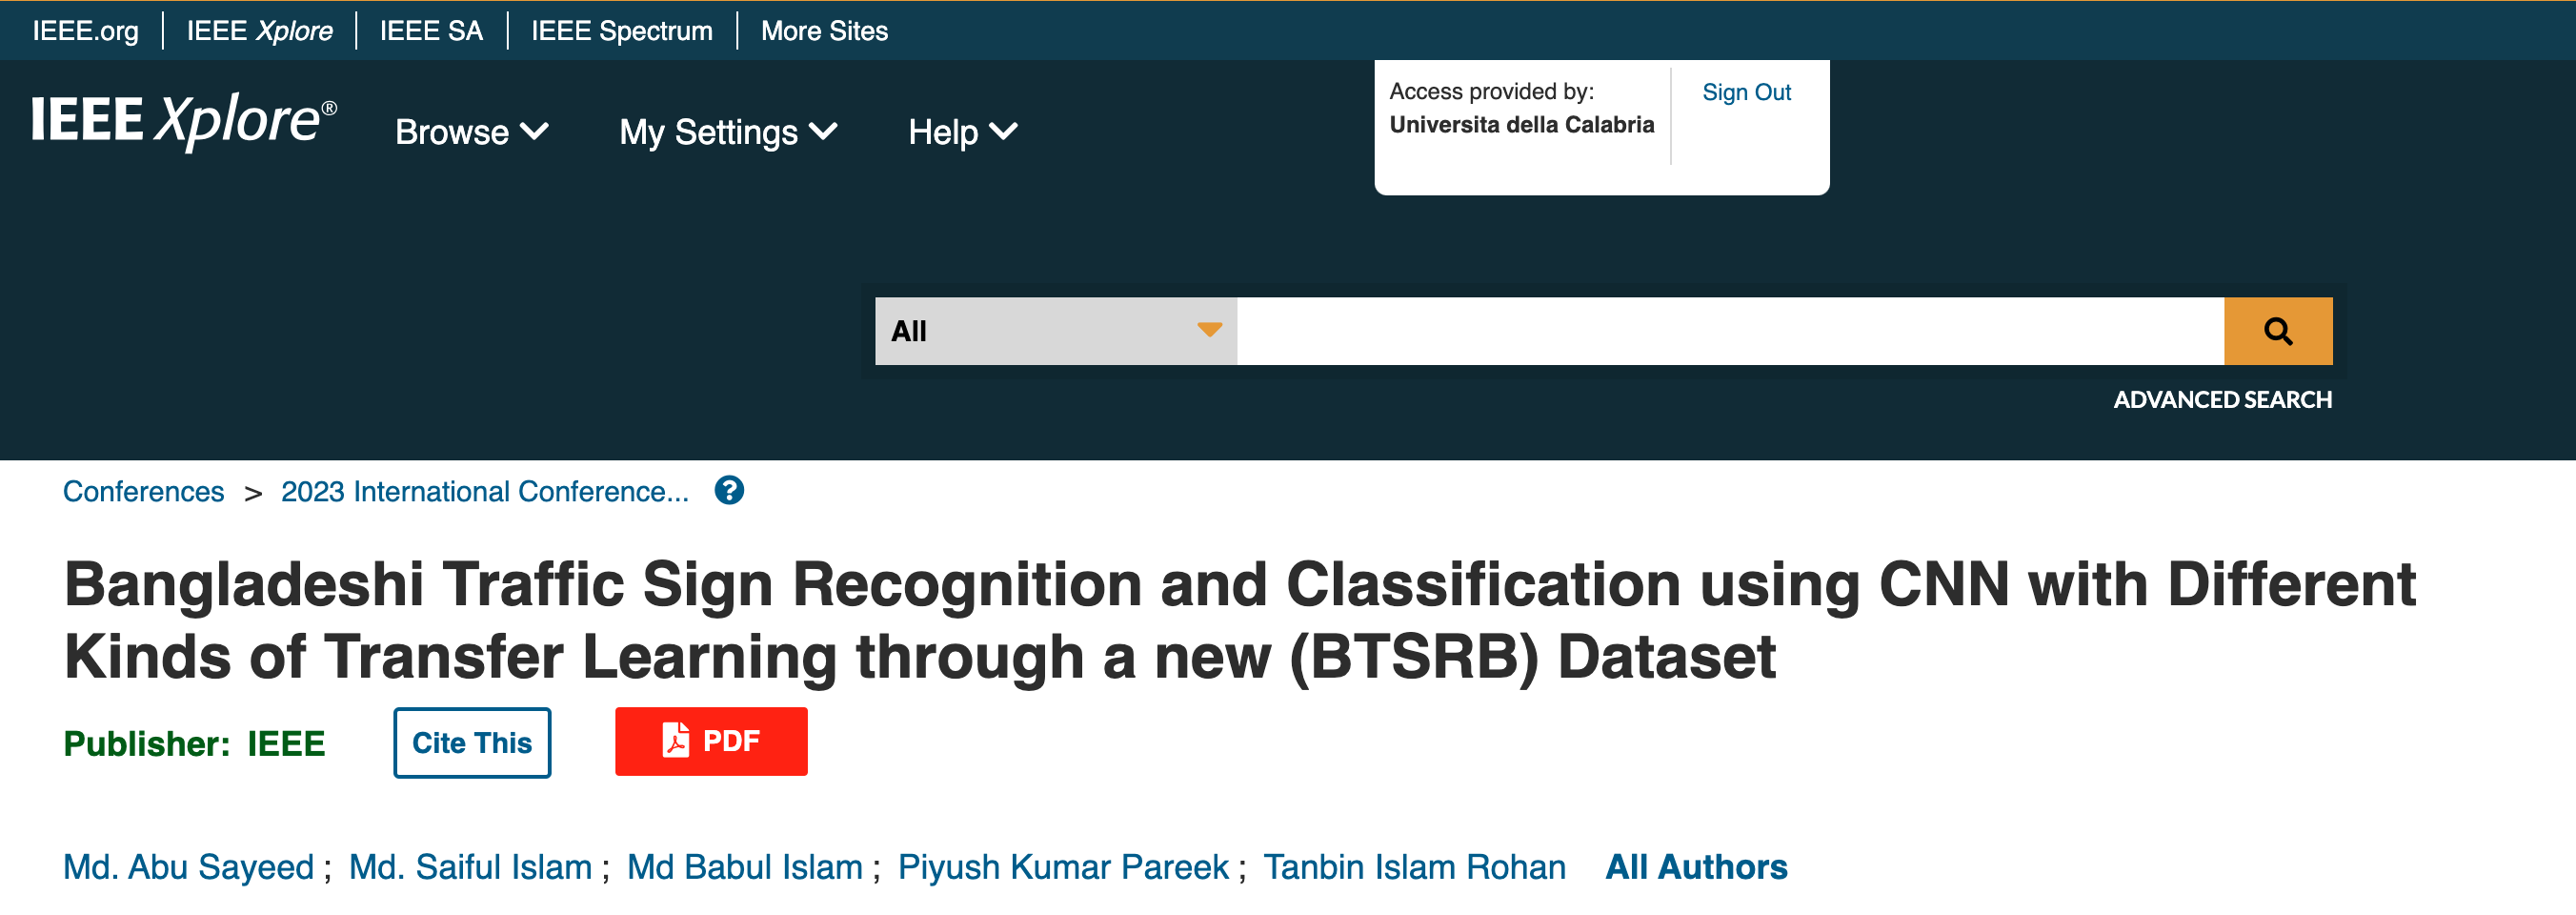 IEEE.org | IEEE Xplore | IEEE SA | IEEE Spectrum | More Sites
IEEE Xplore®
Browse
My Settings
Help
Access provided by:
Universita della Calabria
Sign Out
All
ADVANCED SEARCH
Conferences > 2023 International Conference... ?
Bangladeshi Traffic Sign Recognition and Classification using CNN with Different
Kinds of Transfer Learning through a new (BTSRB) Dataset
Publisher: IEEE
Cite This
PDF
Md. Abu Sayeed ; Md. Saiful Islam ; Md Babul Islam ; Piyush Kumar Pareek ; Tanbin Islam Rohan All Authors